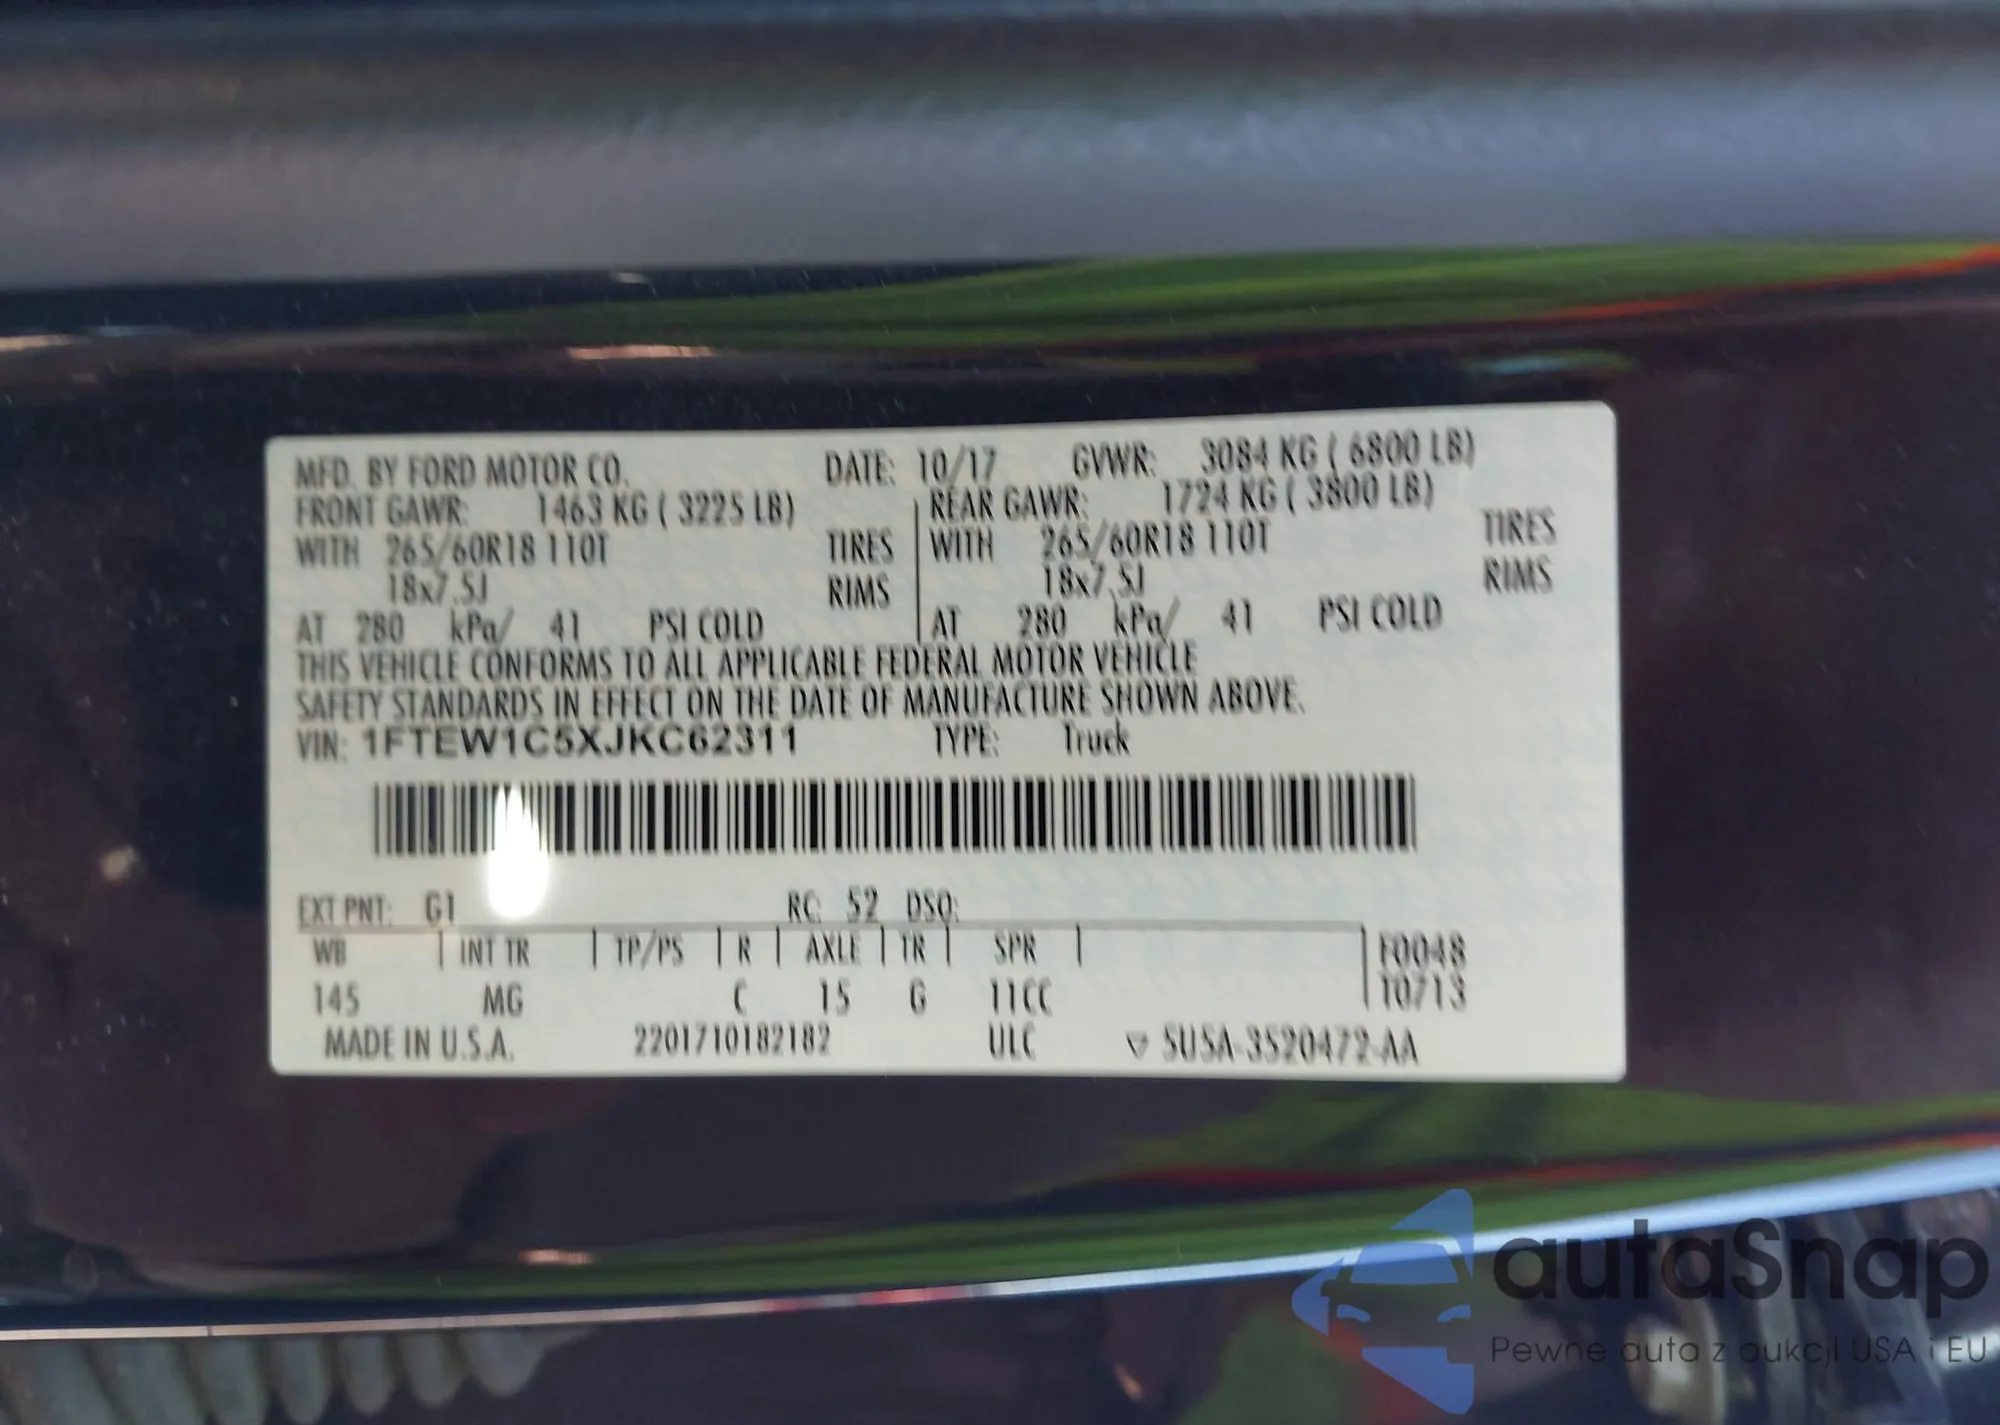 MFD. BY FORD MOTOR CO. DATE: 10/17 GVWR: 3084 KG ( 6800 LB)
FRONT GAWR: 1463 KG ( 3225 LB) REAR GAWR: 1724 KG ( 3800 LB)
WITH 265/60R18 110T TIRES WITH 265/60R18 110T TIRES
18x7.5J RIMS 18x7.5J RIMS
AT 280 kPa/ 41 PSI COLD AT 280 kPa/ 41 PSI COLD
THIS VEHICLE CONFORMS TO ALL APPLICABLE FEDERAL MOTOR VEHICLE
SAFETY STANDARDS IN EFFECT ON THE DATE OF MANUFACTURE SHOWN ABOVE.
VIN: 1FTEW1C5XJKC62311 TYPE: Truck
EXT PNT: G1 RC: 52 DSO:
WB INT TR TP/PS R AXLE TR SPR F0048
145 MG C 15 G 11CC T0713
MADE IN U.S.A. 2201710182182 ULC ▽ 5U5A-3520472-AA
autaSnap
Pewne auta z aukcji USA i EU